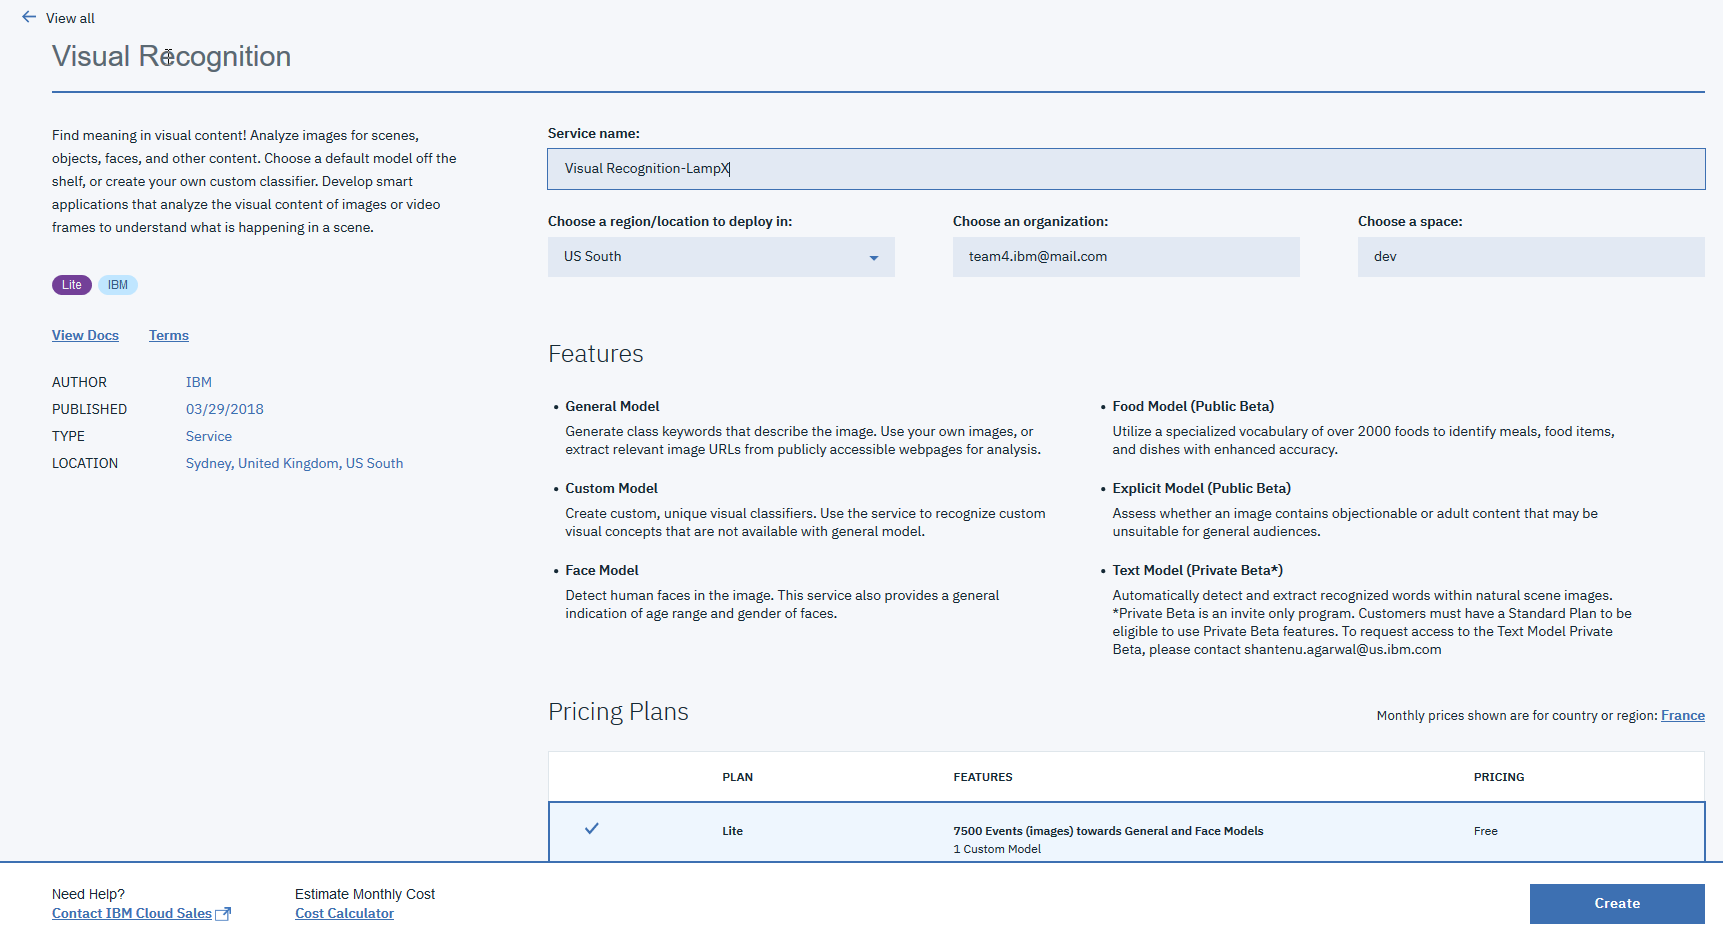 View all
Visual Recognition
Find meaning in visual content! Analyze images for scenes,
objects, faces, and other content. Choose a default model off the
shelf, or create your own custom classifier. Develop smart
applications that analyze the visual content of images or video
frames to understand what is happening in a scene.
Lite IBM
View Docs Terms
AUTHOR IBM
PUBLISHED 03/29/2018
TYPE Service
LOCATION Sydney, United Kingdom, US South
Service name:
Visual Recognition-LampX
Choose a region/location to deploy in: Choose an organization: Choose a space:
US South team4.ibm@mail.com dev
Features
• General Model
Generate class keywords that describe the image. Use your own images, or
extract relevant image URLs from publicly accessible webpages for analysis.
• Custom Model
Create custom, unique visual classifiers. Use the service to recognize custom
visual concepts that are not available with general model.
• Face Model
Detect human faces in the image. This service also provides a general
indication of age range and gender of faces.
• Food Model (Public Beta)
Utilize a specialized vocabulary of over 2000 foods to identify meals, food items,
and dishes with enhanced accuracy.
• Explicit Model (Public Beta)
Assess whether an image contains objectionable or adult content that may be
unsuitable for general audiences.
• Text Model (Private Beta*)
Automatically detect and extract recognized words within natural scene images.
*Private Beta is an invite only program. Customers must have a Standard Plan to be
eligible to use Private Beta features. To request access to the Text Model Private
Beta, please contact shantenu.agarwal@us.ibm.com
Pricing Plans
Monthly prices shown are for country or region: France
PLAN FEATURES PRICING
Lite 7500 Events (images) towards General and Face Models Free
1 Custom Model
Need Help? Estimate Monthly Cost
Contact IBM Cloud Sales Cost Calculator
Create